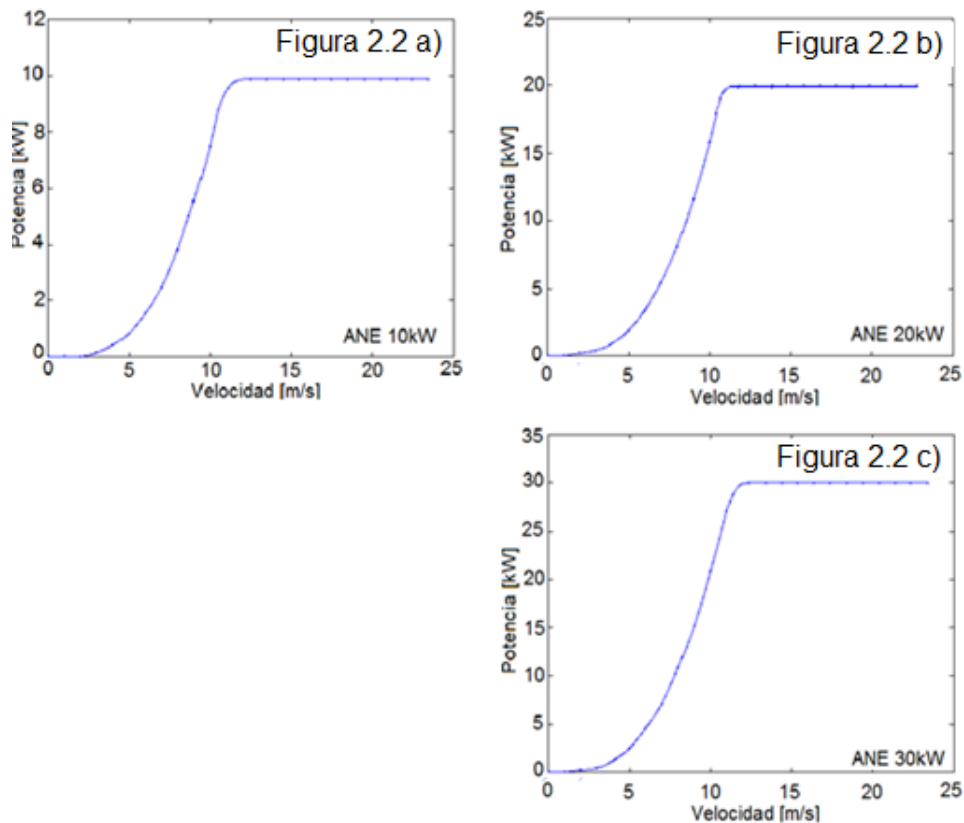 Figura 2.2 a)
Potencia [kW]
12
10
8
6
4
2
0
0 5 10 15 20 25
Velocidad [m/s]
ANE 10kW
Figura 2.2 b)
Potencia [kW]
25
20
15
10
5
0
0 5 10 15 20 25
Velocidad [m/s]
ANE 20kW
Figura 2.2 c)
Potencia [kW]
35
30
25
20
15
10
5
0
0 5 10 15 20 25
Velocidad [m/s]
ANE 30kW